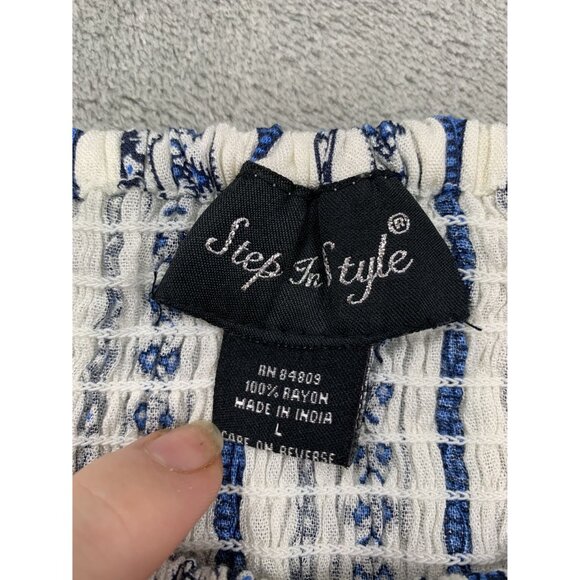 Step In Style ®
RN 84809
100% RAYON
MADE IN INDIA
L
CARE ON REVERSE